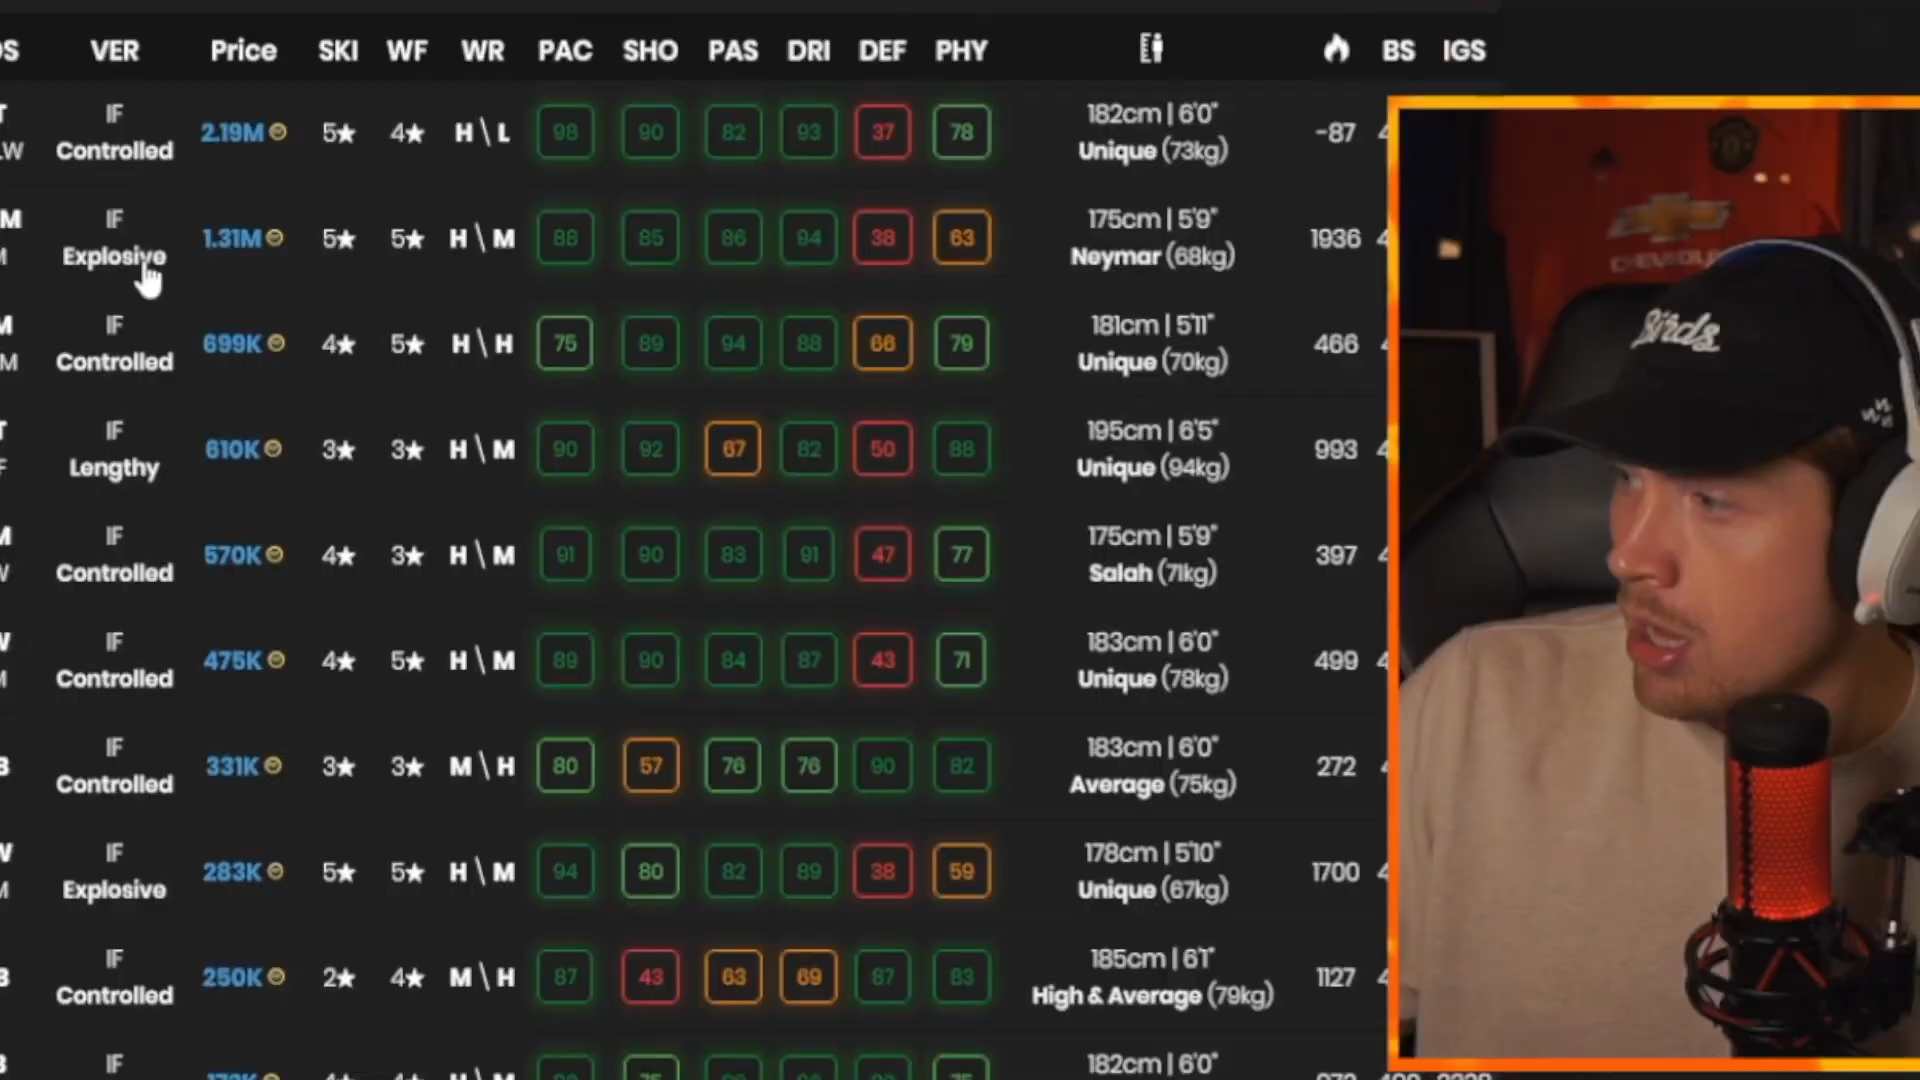 VER Price SKI WF WR PAC SHO PAS DRI DEF PHY BS IGS
T IF 2.19M 5★ 4★ H \ L 98 90 82 93 37 78 182cm | 6'0" -87
LW Controlled Unique (73kg)
M IF 1.31M 5★ 5★ H \ M 88 85 86 94 38 63 175cm | 5'9" 1936
M Explosive Neymar (68kg)
M IF 699K 4★ 5★ H \ H 75 89 94 88 66 79 181cm | 5'11" 466
M Controlled Unique (70kg)
T IF 610K 3★ 3★ H \ M 90 92 67 82 50 88 195cm | 6'5" 993
F Lengthy Unique (94kg)
M IF 570K 4★ 3★ H \ M 91 90 83 91 47 77 175cm | 5'9" 397
W Controlled Salah (71kg)
W IF 475K 4★ 5★ H \ M 89 90 84 87 43 71 183cm | 6'0" 499
M Controlled Unique (78kg)
B IF 331K 3★ 3★ M \ H 80 57 76 76 90 82 183cm | 6'0" 272
Controlled Average (75kg)
W IF 283K 5★ 5★ H \ M 94 80 82 89 38 59 178cm | 5'10" 1700
M Explosive Unique (67kg)
B IF 250K 2★ 4★ M \ H 87 43 63 69 87 83 185cm | 6'1" 1127
Controlled High & Average (79kg)
B IF 182cm | 6'0"
CHEVROLET
Birds